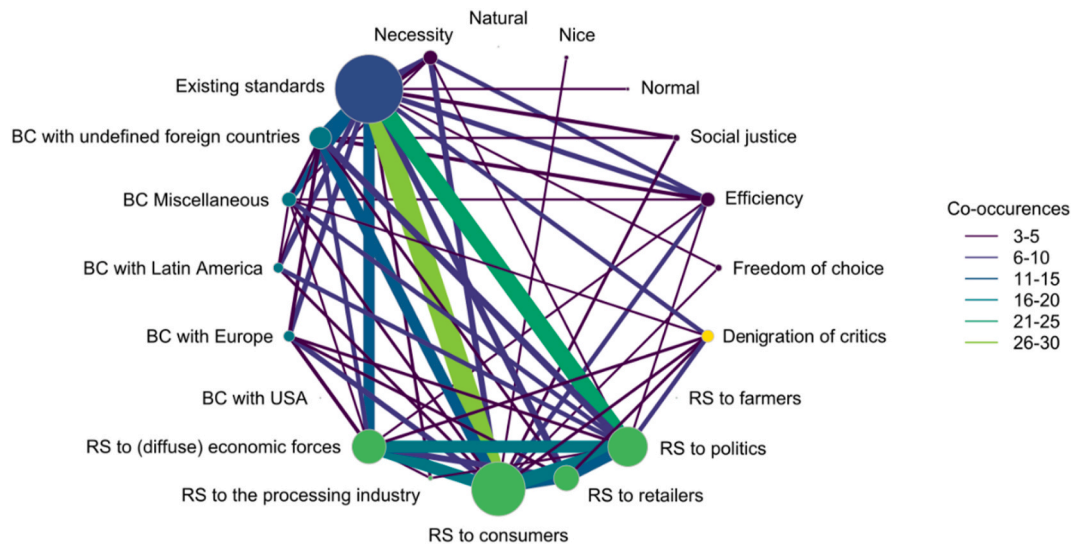 Natural
Necessity
Nice
Existing standards
Normal
BC with undefined foreign countries
Social justice
BC Miscellaneous
Efficiency
BC with Latin America
Freedom of choice
BC with Europe
Denigration of critics
BC with USA
RS to farmers
RS to (diffuse) economic forces
RS to politics
RS to the processing industry
RS to retailers
RS to consumers
Co-occurences
3-5
6-10
11-15
16-20
21-25
26-30